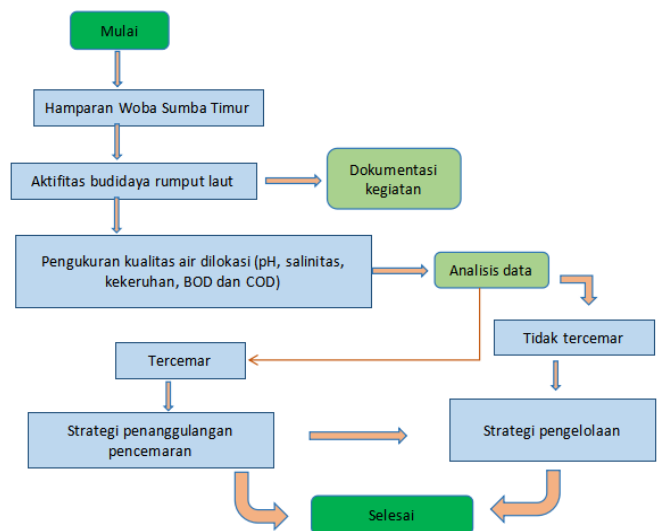 Mulai
Hamparan Woba Sumba Timur
Aktifitas budidaya rumput laut
Dokumentasi
kegiatan
Pengukuran kualitas air dilokasi (pH, salinitas,
kekeruhan, BOD dan COD)
Analisis data
Tidak tercemar
Tercemar
Strategi penanggulangan
pencemaran
Strategi pengelolaan
Selesai